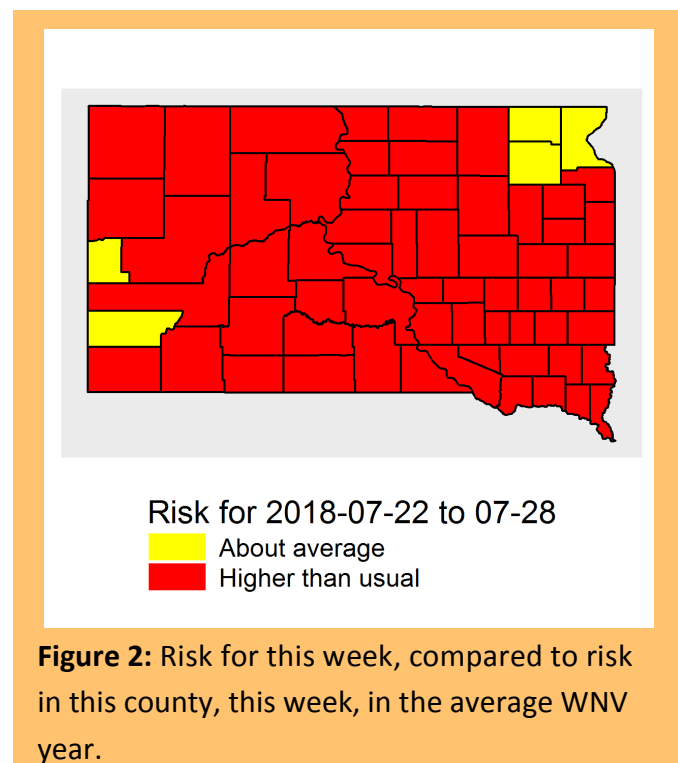 Risk for 2018-07-22 to 07-28
About average
Higher than usual
Figure 2: Risk for this week, compared to risk
in this county, this week, in the average WNV
year.